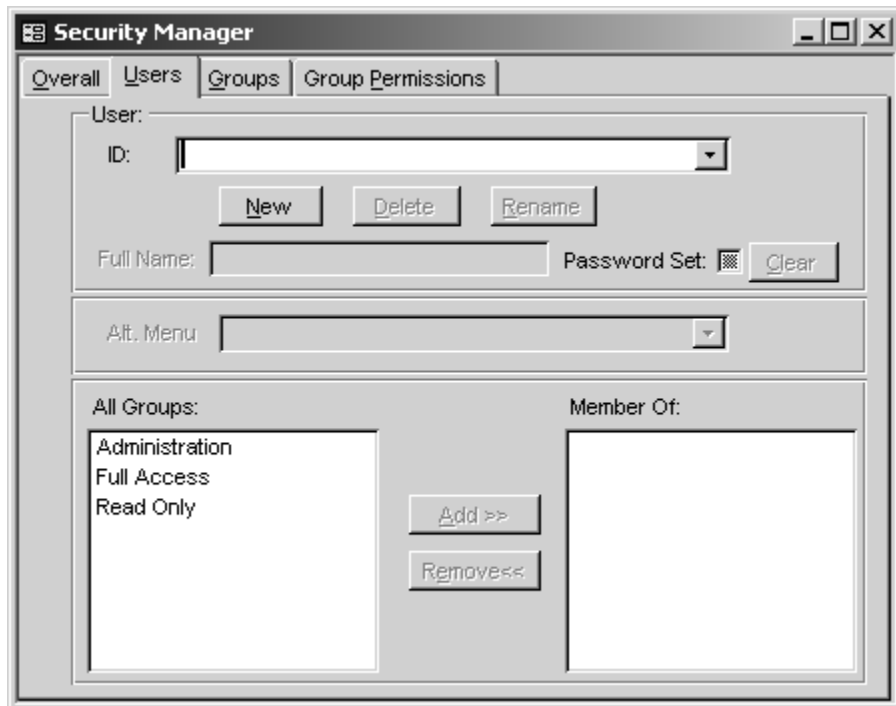 Security Manager
Overall Users Groups Group Permissions
User:
ID:
New Delete Rename
Full Name: Password Set: Clear
Alt. Menu
All Groups: Member Of:
Administration
Full Access
Read Only
Add >>
Remove<<